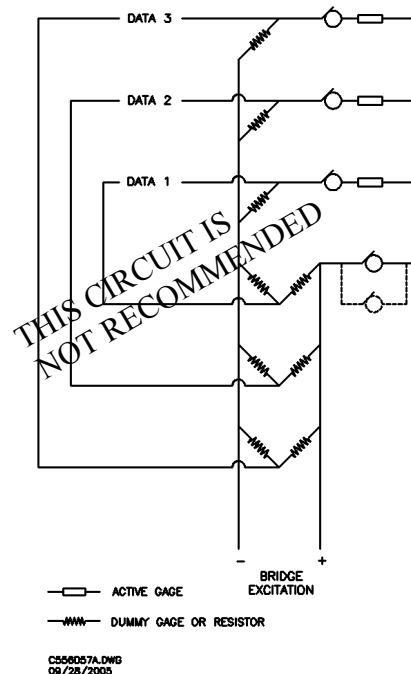 DATA 3
DATA 2
DATA 1
THIS CIRCUIT IS
NOT RECOMMENDED
- +
BRIDGE
EXCITATION
ACTIVE GAGE
DUMMY GAGE OR RESISTOR
C556057A.DWG
09/28/2005